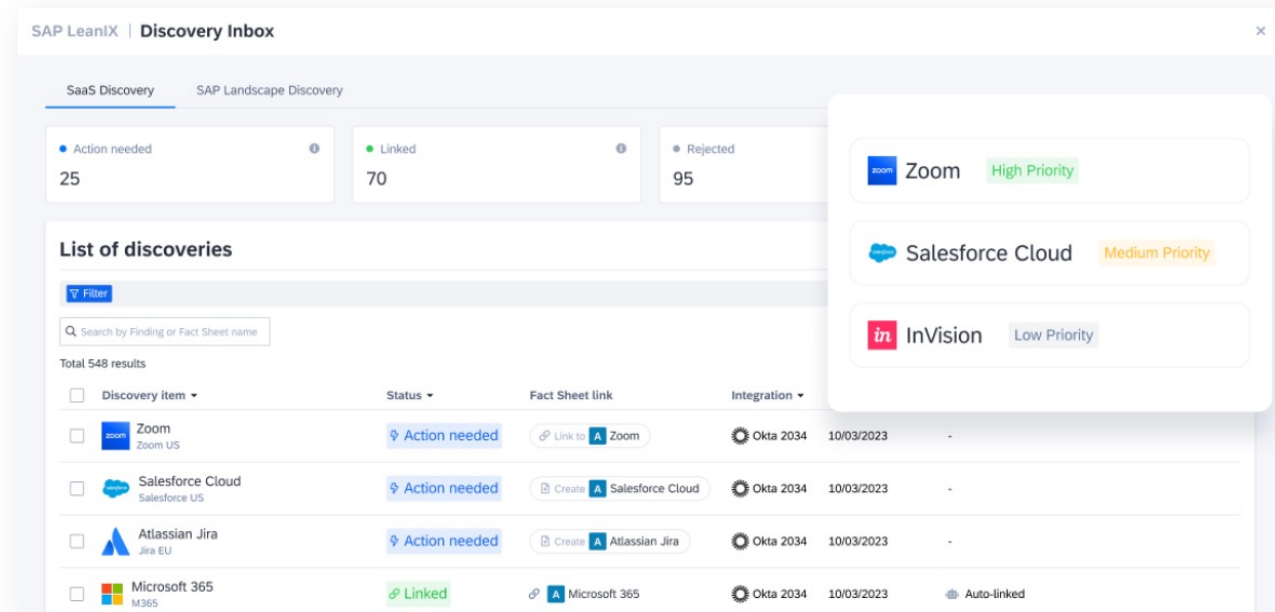 SAP LeanIX | Discovery Inbox
SaaS Discovery SAP Landscape Discovery
Action needed
25
Linked
70
Rejected
95
zoom Zoom High Priority
salesforce Salesforce Cloud Medium Priority
in InVision Low Priority
List of discoveries
Filter
Search by Finding or Fact Sheet name
Total 548 results
Discovery item Status Fact Sheet link Integration
zoom Zoom Action needed Link to A Zoom Okta 2034 10/03/2023 -
Zoom US
salesforce Salesforce Cloud Action needed Create A Salesforce Cloud Okta 2034 10/03/2023 -
Salesforce US
Atlassian Jira Action needed Create A Atlassian Jira Okta 2034 10/03/2023 -
Jira EU
Microsoft 365 Linked A Microsoft 365 Okta 2034 10/03/2023 Auto-linked
M365